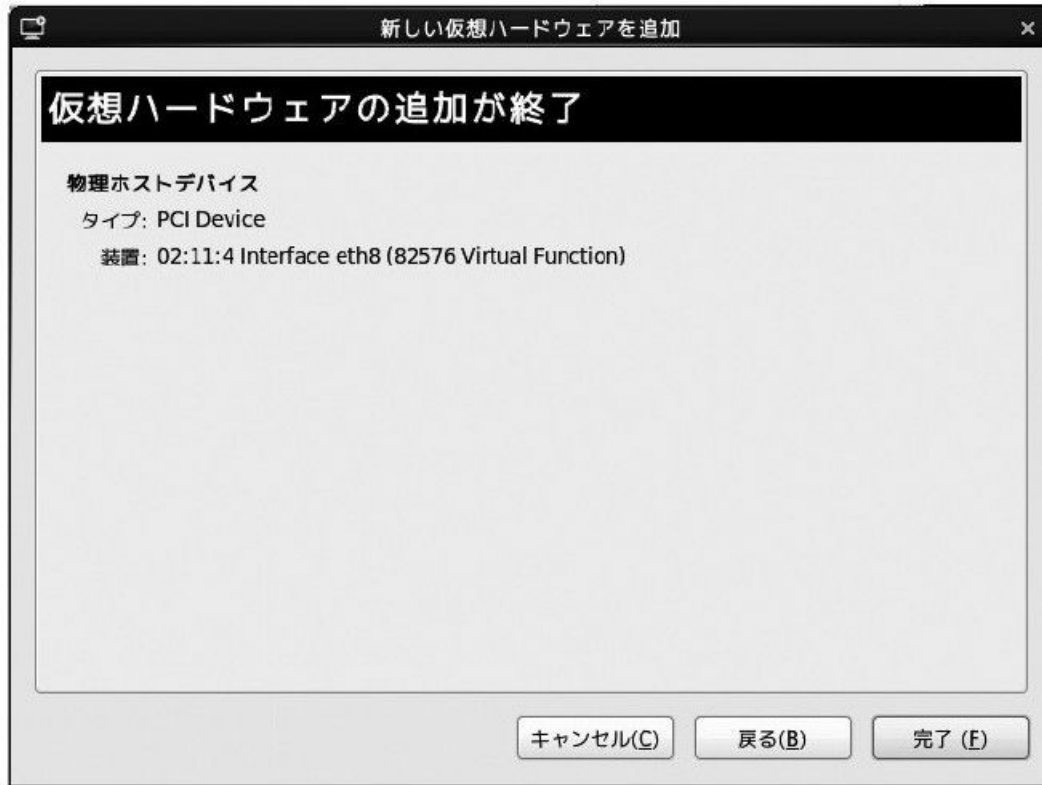 新しい仮想ハードウェアを追加
仮想ハードウェアの追加が終了
物理ホストデバイス
タイプ: PCI Device
装置: 02:11:4 Interface eth8 (82576 Virtual Function)
キャンセル(C) 戻る(B) 完了 (F)